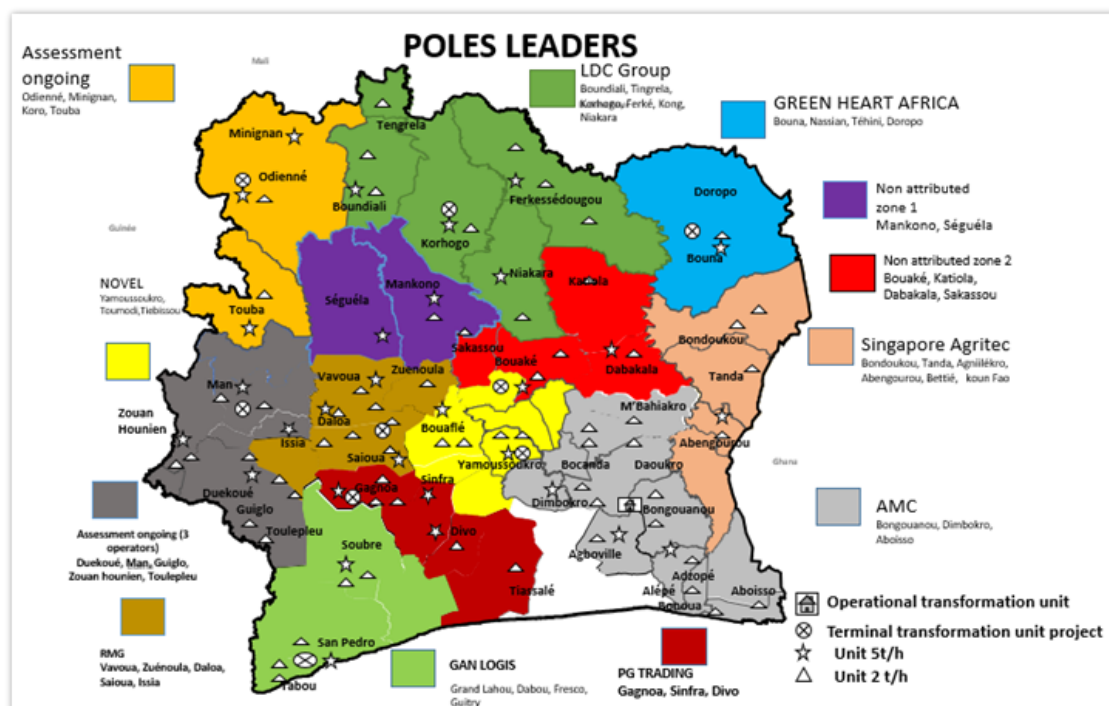 POLES LEADERS
Assessment
ongoing
Odienné, Minignan,
Koro, Touba
Mali
LDC Group
Boundiali, Tingrela,
Korhogo, Ferké, Kong,
Niakara
GREEN HEART AFRICA
Bouna, Nassian, Téhini, Doropo
Non attributed
zone 1
Mankono, Séguéla
Non attributed zone 2
Bouaké, Katiola,
Dabakala, Sakassou
Singapore Agritec
Bondoukou, Tanda, Agniilékro,
Abengourou, Bettié, koun Fao
Ghana
AMC
Bongouanou, Dimbokro,
Aboisso
Guinée
NOVEL
Yamoussoukro,
Toumodi,Tiebissou
Assessment ongoing (3
operators)
Duekoué, Man, Guiglo,
Zouan hounien, Toulepleu
RMG
Vavoua, Zuénoula, Daloa,
Saioua, Issia
GAN LOGIS
Grand Lahou, Dabou, Fresco,
Guitry
PG TRADING
Gagnoa, Sinfra, Divo
Operational transformation unit
Terminal transformation unit project
Unit 5t/h
Unit 2 t/h
Tengrela
Minignan
Odienné
Boundiali
Ferkessédougou
Korhogo
Doropo
Bouna
Niakara
Mankono
Séguéla
Touba
Sakassou
Bouaké
Dabakala
Bondoukou
Tanda
Man
Vavoua
Zuénoula
Zouan
Hounien
Issia
Daloa
Bouaflé
M'Bahiakro
Abengourou
Saioua
Yamoussoukro
Bocanda
Daoukro
Duekoué
Gagnoa
Sinfra
Dimbokro
Bongouanou
Guiglo
Toulepleu
Soubre
Divo
Agboville
Adzopé
Tiassalé
Alépé
Aboisso
Bonoua
San Pedro
Tabou